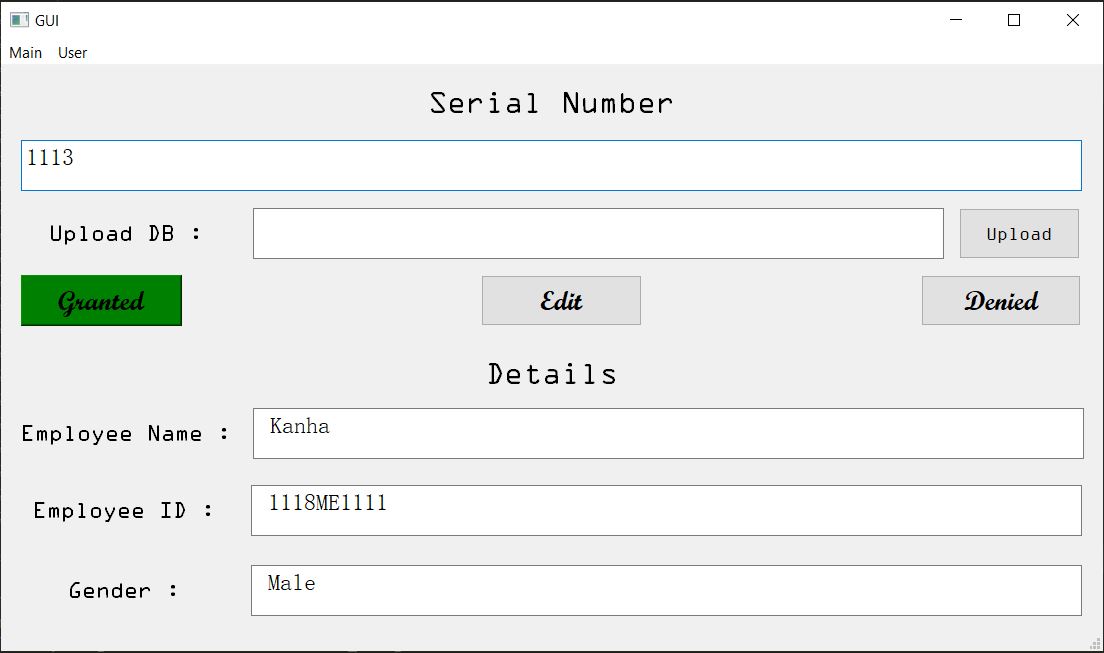 GUI
Main User
Serial Number
1113
Upload DB : Upload
Granted Edit Denied
Details
Employee Name : Kanha
Employee ID : 1118ME1111
Gender : Male